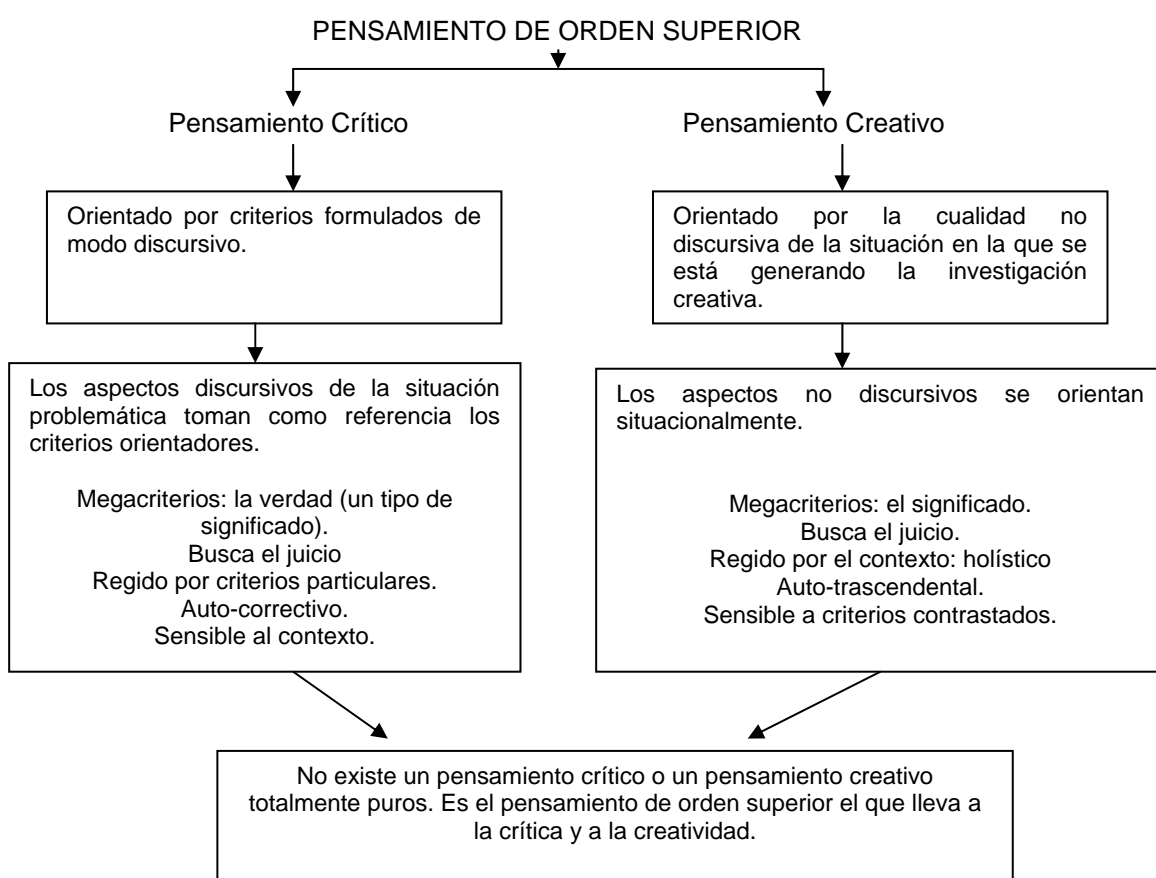 PENSAMIENTO DE ORDEN SUPERIOR
Pensamiento Crítico
Pensamiento Creativo
Orientado por criterios formulados de
modo discursivo.
Orientado por la cualidad no
discursiva de la situación en la que se
está generando la investigación
creativa.
Los aspectos discursivos de la situación
problemática toman como referencia los
criterios orientadores.
Megacriterios: la verdad (un tipo de
significado).
Busca el juicio
Regido por criterios particulares.
Auto-correctivo.
Sensible al contexto.
Los aspectos no discursivos se orientan
situacionalmente.
Megacriterios: el significado.
Busca el juicio.
Regido por el contexto: holístico
Auto-trascendental.
Sensible a criterios contrastados.
No existe un pensamiento crítico o un pensamiento creativo
totalmente puros. Es el pensamiento de orden superior el que lleva a
la crítica y a la creatividad.